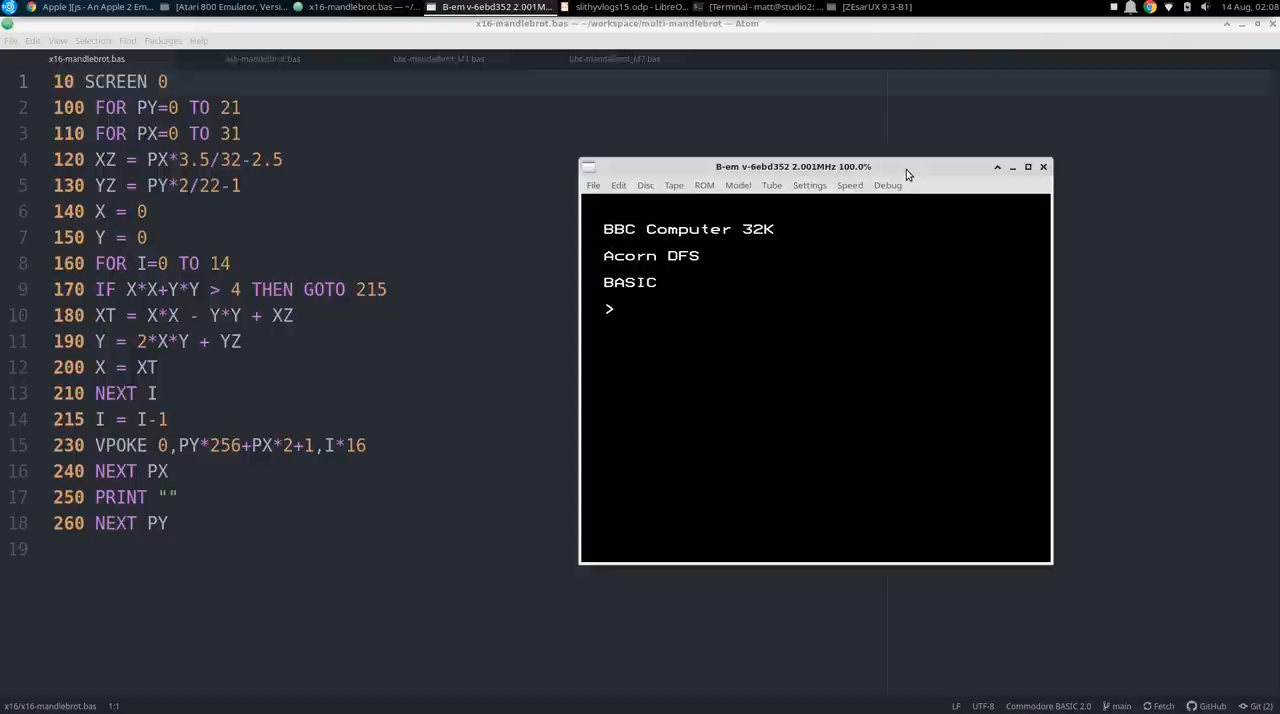 Apple ][js - An Apple 2 Em...
[Atari 800 Emulator, Versi...
x16-mandlebrot.bas — ~/...
B-em v-6ebd352 2.001M...
slithyvlogs15.odp - LibreO...
[Terminal - matt@studio2: ...
[ZEsarUX 9.3-B1]
14 Aug, 02:08
x16-mandlebrot.bas — ~/workspace/multi-mandlebrot — Atom
File Edit View Selection Find Packages Help
x16-mandlebrot.bas
1 10 SCREEN 0
2 100 FOR PY=0 TO 21
3 110 FOR PX=0 TO 31
4 120 XZ = PX*3.5/32-2.5
5 130 YZ = PY*2/22-1
6 140 X = 0
7 150 Y = 0
8 160 FOR I=0 TO 14
9 170 IF X*X+Y*Y > 4 THEN GOTO 215
10 180 XT = X*X - Y*Y + XZ
11 190 Y = 2*X*Y + YZ
12 200 X = XT
13 210 NEXT I
14 215 I = I-1
15 230 VPOKE 0,PY*256+PX*2+1,I*16
16 240 NEXT PX
17 250 PRINT ""
18 260 NEXT PY
19
B-em v-6ebd352 2.001MHz 100.0%
File Edit Disc Tape ROM Model Tube Settings Speed Debug
BBC Computer 32K
Acorn DFS
BASIC
>
x16/x16-mandlebrot.bas 1:1
LF UTF-8 Commodore BASIC 2.0 main Fetch GitHub Git (2)